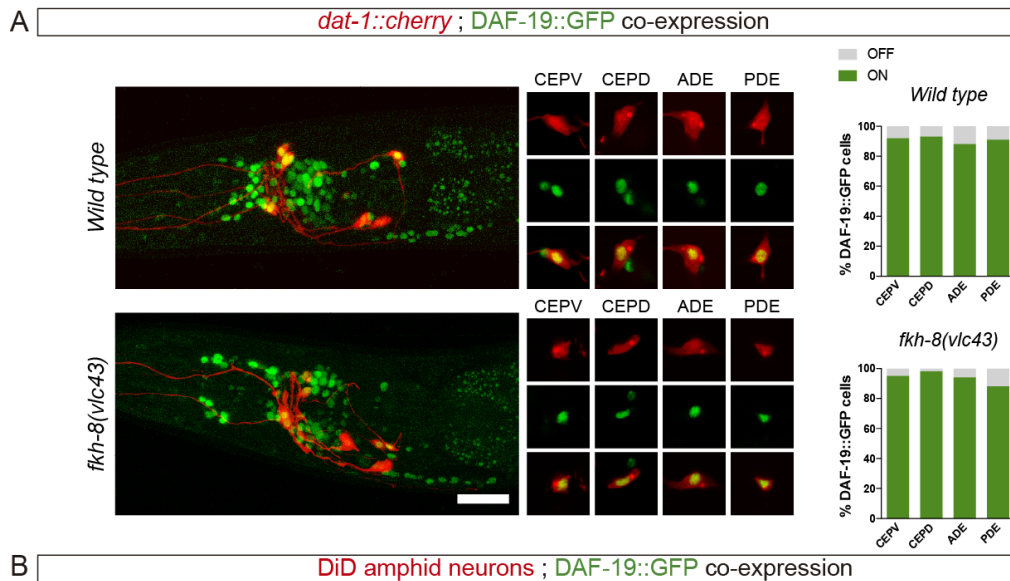 A
dat-1::cherry ; DAF-19::GFP co-expression
OFF
ON
CEPV CEPD ADE PDE
Wild type
Wild type
% DAF-19::GFP cells
100
80
60
40
20
0
CEPV CEPD ADE PDE
CEPV CEPD ADE PDE
fkh-8(vlc43)
fkh-8(vlc43)
% DAF-19::GFP cells
100
80
60
40
20
0
CEPV CEPD ADE PDE
B
DiD amphid neurons ; DAF-19::GFP co-expression